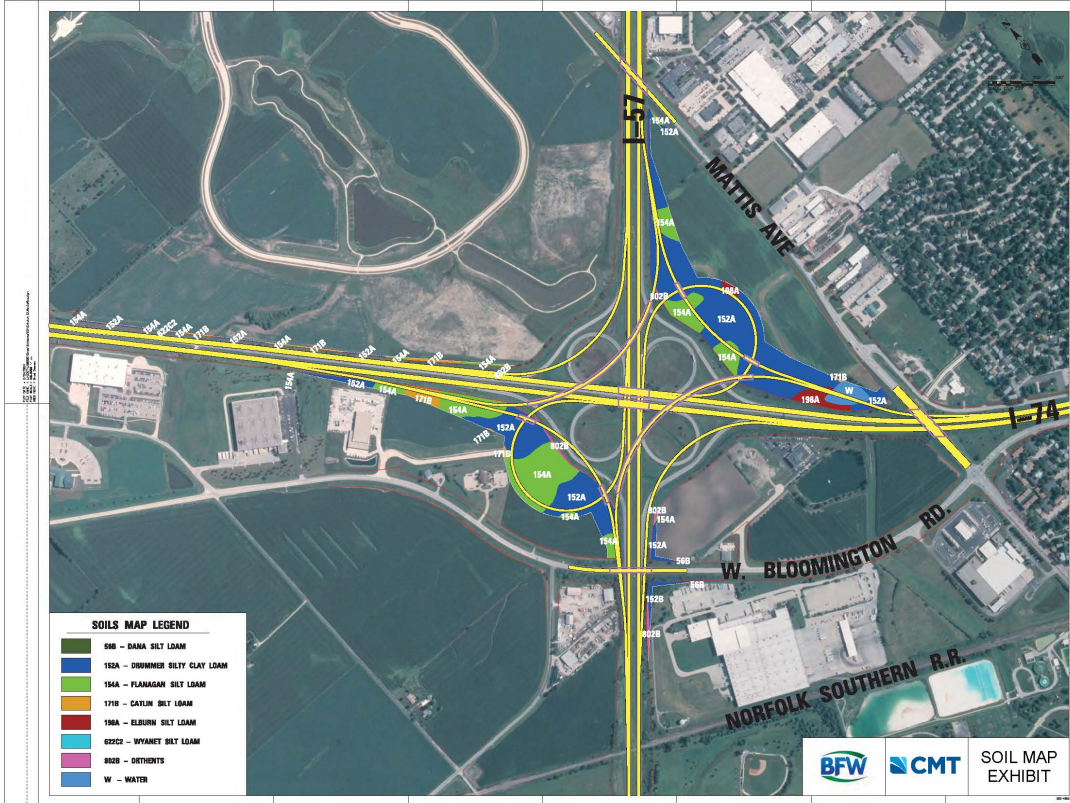 I-57
154A
152A
MATTIS AVE
154A
198A
802B
154A
152A
154A
154A
152A
154A
622C2
154A
171B
152A
154A
171B
152A
154A
171B
154A
802B
154A
152A
154A
171B
154A
171B
152A
171B
802B
154A
152A
154A
154A
171B
W
198A
152A
I-74
802B
154A
152A
56B
56B
152B
802B
W. BLOOMINGTON RD.
NORFOLK SOUTHERN R.R.
SOILS MAP LEGEND
56B - DANA SILT LOAM
152A - DRUMMER SILTY CLAY LOAM
154A - FLANAGAN SILT LOAM
171B - CATLIN SILT LOAM
198A - ELBURN SILT LOAM
622C2 - WYANET SILT LOAM
802B - ORTHENTS
W - WATER
BFW
CMT
SOIL MAP
EXHIBIT